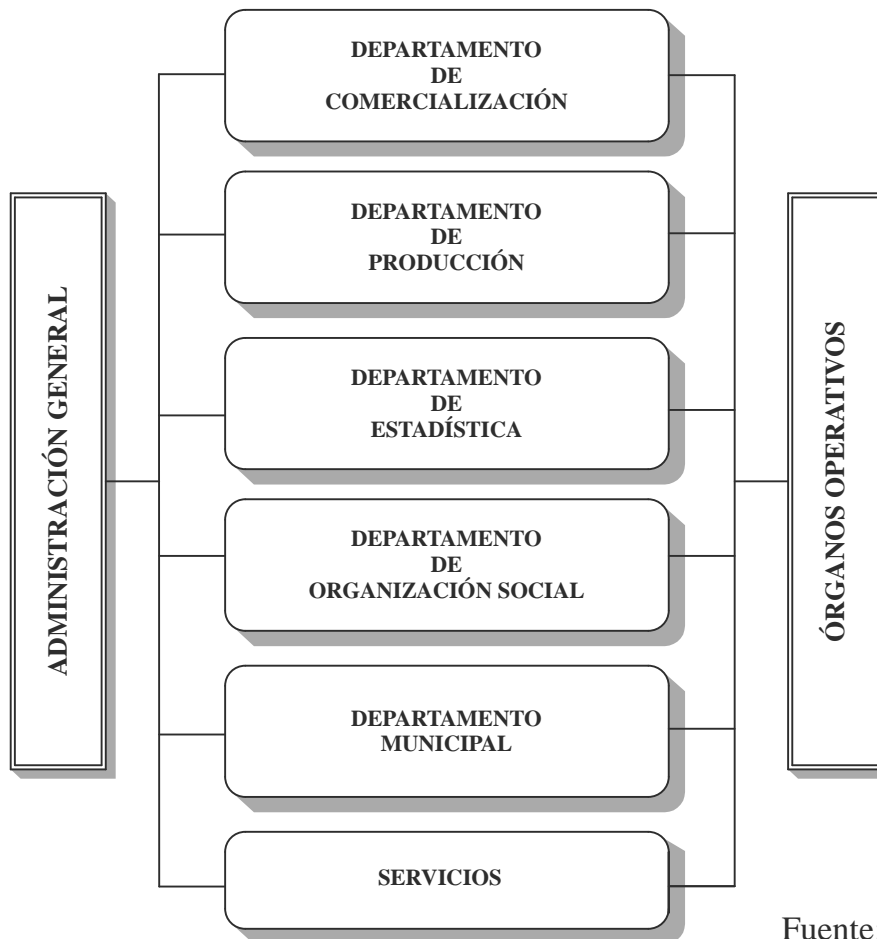 DEPARTAMENTO
DE
COMERCIALIZACIÓN
DEPARTAMENTO
DE
PRODUCCIÓN
ADMINISTRACIÓN GENERAL
DEPARTAMENTO
DE
ESTADÍSTICA
ÓRGANOS OPERATIVOS
DEPARTAMENTO
DE
ORGANIZACIÓN SOCIAL
DEPARTAMENTO
MUNICIPAL
SERVICIOS
Fuente